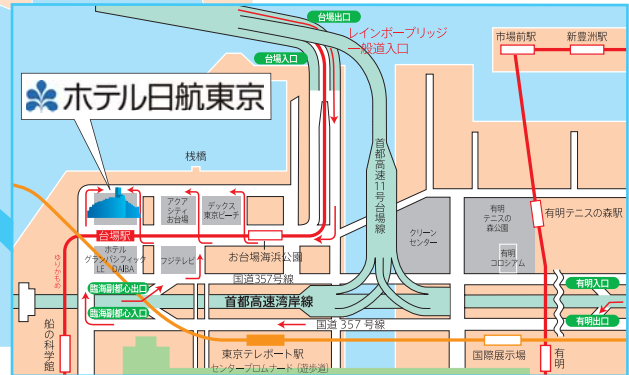 台場出口
レインボーブリッジ
一般道入口
台場入口
市場前駅
新豊洲駅
ホテル日航東京
桟橋
首都高速11号台場線
アクア
シティ
お台場
デックス
東京ビーチ
クリーン
センター
有明
テニスの
森公園
有明テニスの森駅
有明
コロシアム
台場駅
お台場海浜公園
ゆりかもめ
ホテル
グランパシフィック
LE DAIBA
フジテレビ
国道357号線
臨海副都心出口
首都高速湾岸線
有明入口
臨海副都心入口
国道 357 号線
有明出口
船の科学館
東京テレポート駅
国際展示場
有明
センタープロムナード (遊歩道)